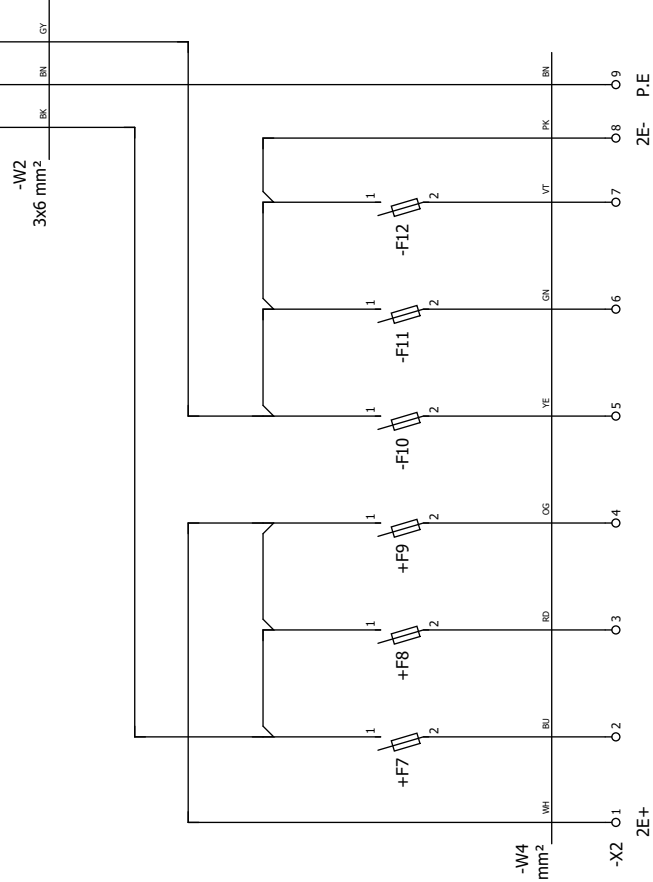 GY
BN
BK
-W2
3x6 mm²
BN
9
P.E
PK
8
2E-
1
2
VT
7
-F12
1
2
GN
6
-F11
1
2
YE
5
-F10
1
2
OG
4
+F9
1
2
RD
3
+F8
1
2
BU
2
+F7
WH
1
2E+
-W4
mm²
-X2